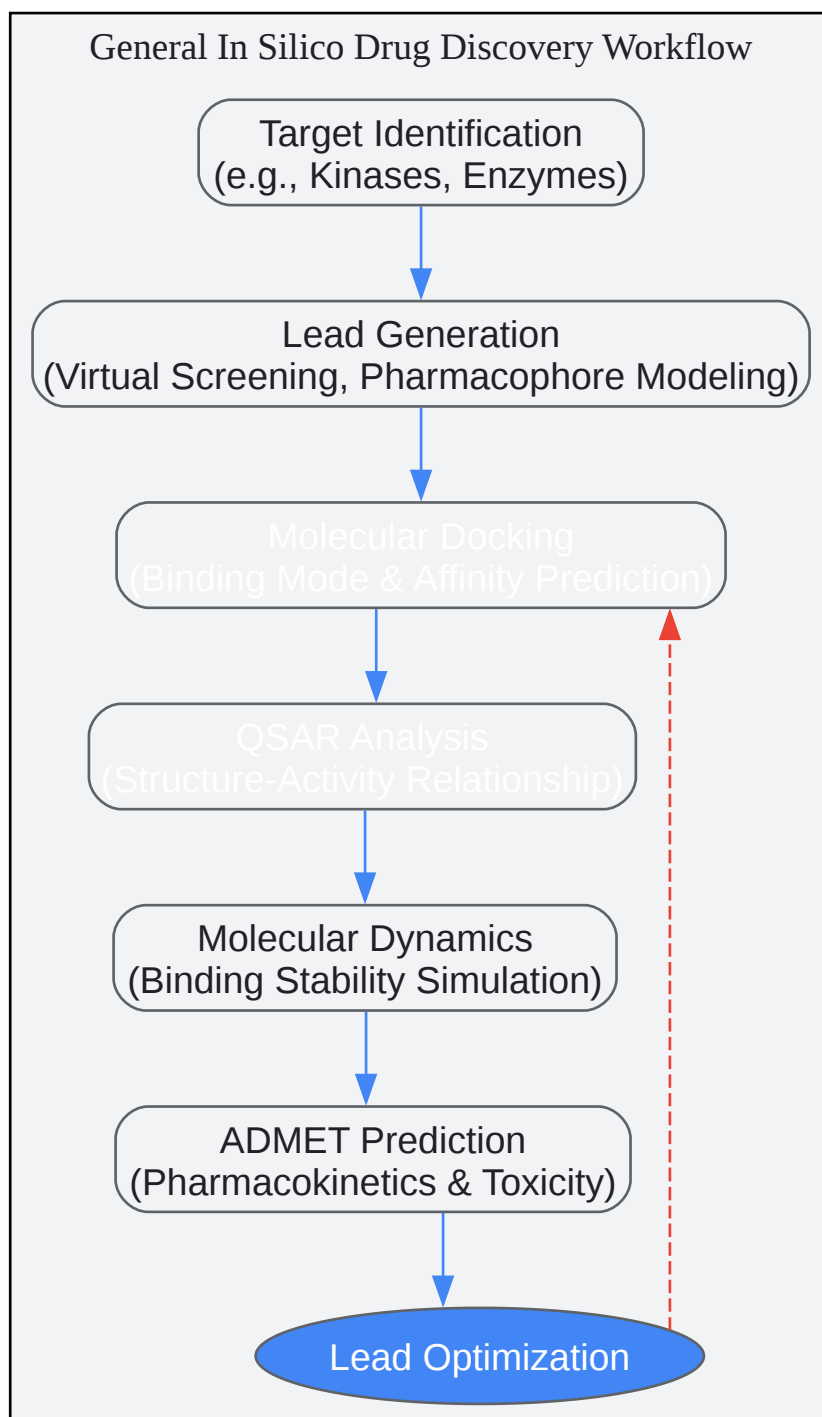 General In Silico Drug Discovery Workflow
Target Identification
(e.g., Kinases, Enzymes)
Lead Generation
(Virtual Screening, Pharmacophore Modeling)
Molecular Docking
(Binding Mode & Affinity Prediction)
QSAR Analysis
(Structure-Activity Relationship)
Molecular Dynamics
(Binding Stability Simulation)
ADMET Prediction
(Pharmacokinetics & Toxicity)
Lead Optimization